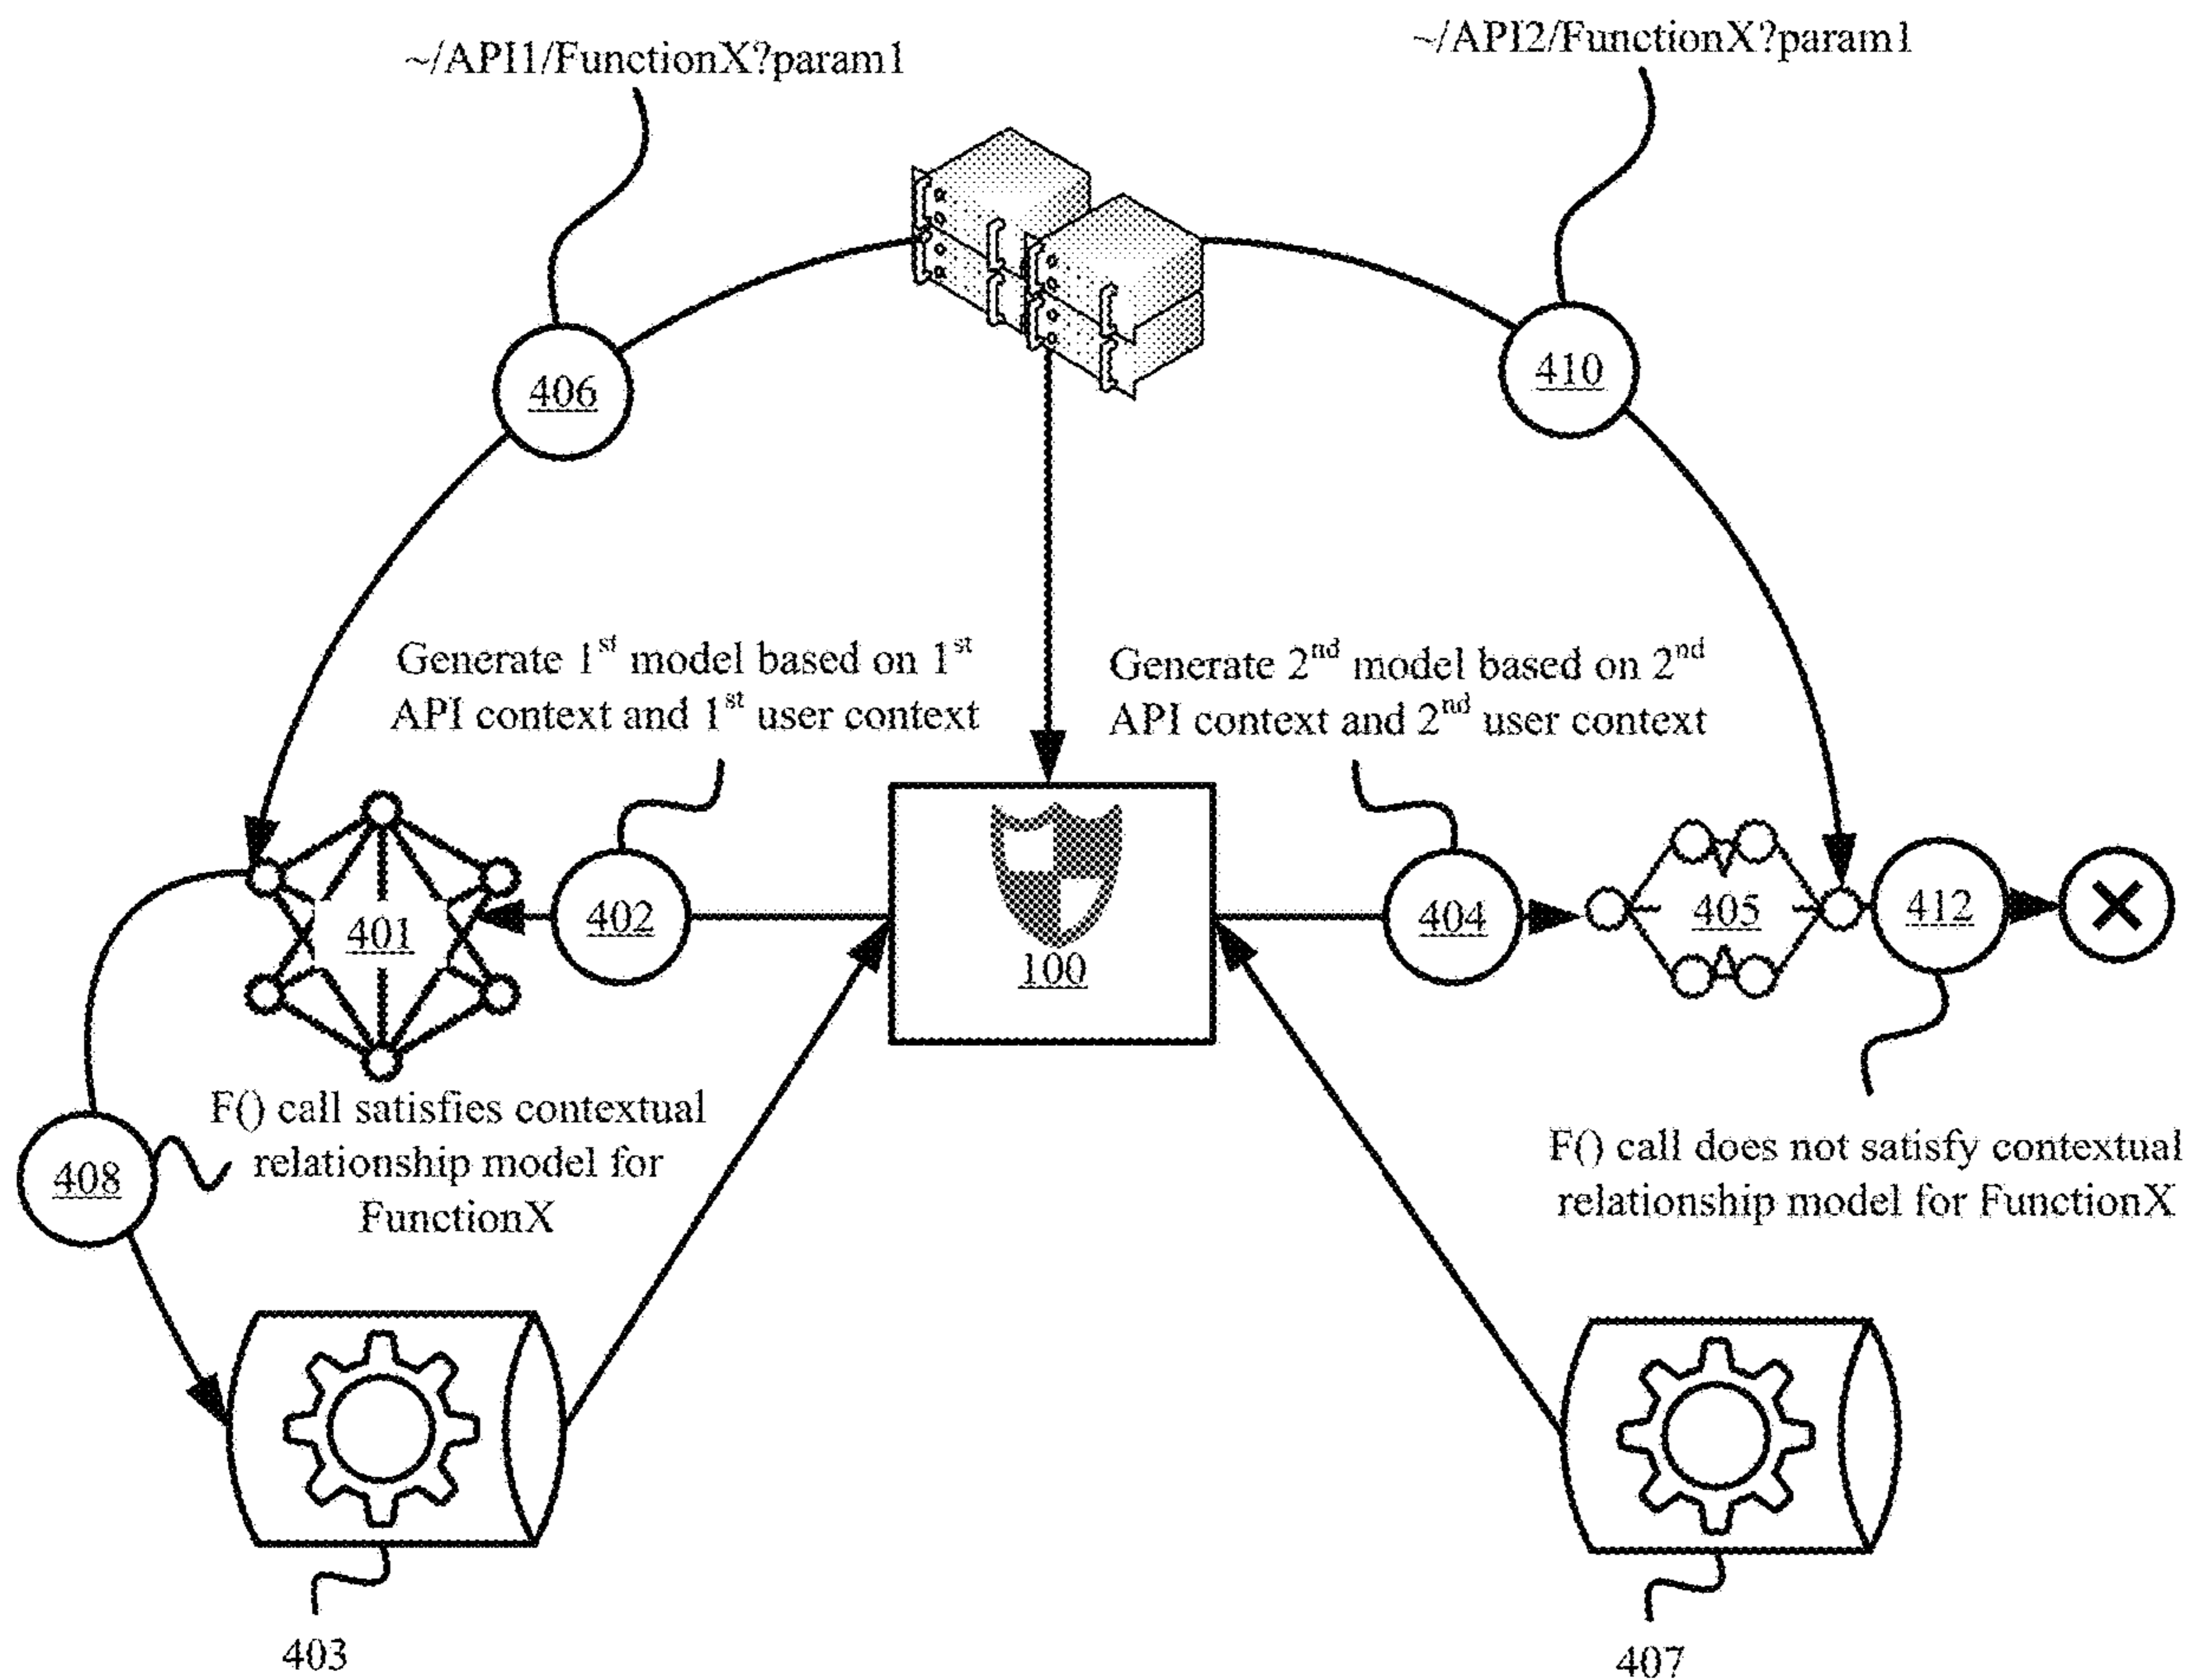 ~/API1/FunctionX?param1
~/API2/FunctionX?param1
406
410
Generate 1st model based on 1st
API context and 1st user context
Generate 2nd model based on 2nd
API context and 2nd user context
401
402
100
404
405
412
F() call satisfies contextual
relationship model for
FunctionX
408
F() call does not satisfy contextual
relationship model for FunctionX
403
407